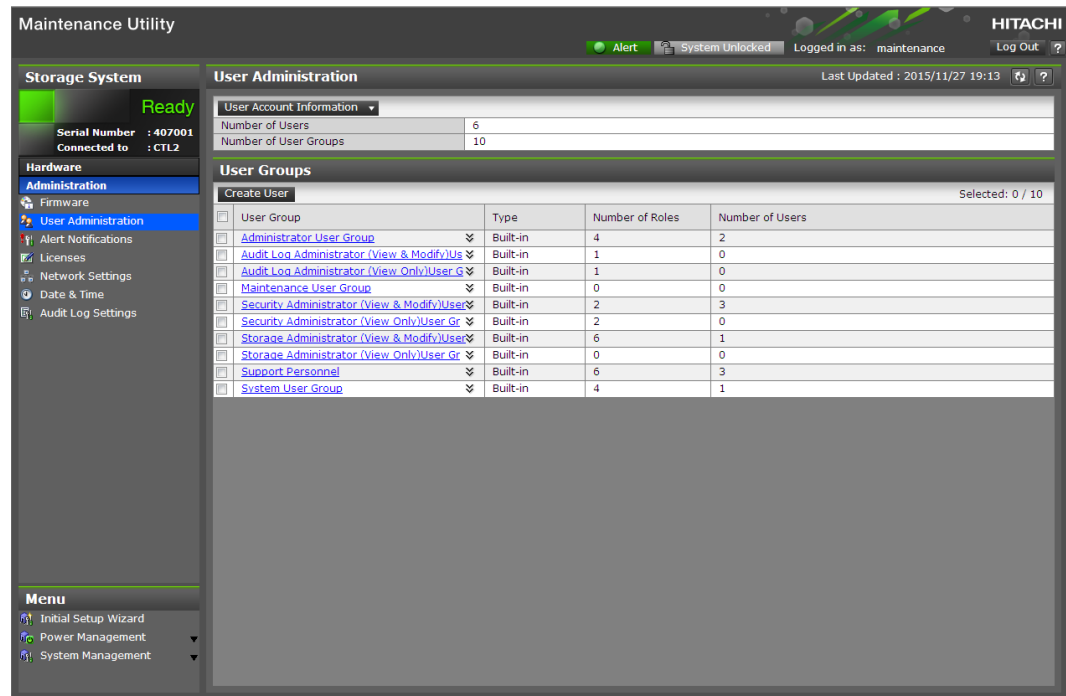 Maintenance Utility
HITACHI
Alert System Unlocked Logged in as: maintenance Log Out ?
Storage System
Ready
Serial Number : 407001
Connected to : CTL2
Hardware
Administration
Firmware
User Administration
Alert Notifications
Licenses
Network Settings
Date & Time
Audit Log Settings
Menu
Initial Setup Wizard
Power Management
System Management
User Administration Last Updated : 2015/11/27 19:13 ?
User Account Information
Number of Users 6
Number of User Groups 10
User Groups
Create User Selected: 0 / 10
User Group Type Number of Roles Number of Users
Administrator User Group Built-in 4 2
Audit Log Administrator (View & Modify)Us Built-in 1 0
Audit Log Administrator (View Only)User G Built-in 1 0
Maintenance User Group Built-in 0 0
Security Administrator (View & Modify)User Built-in 2 3
Security Administrator (View Only)User Gr Built-in 2 0
Storage Administrator (View & Modify)User Built-in 6 1
Storage Administrator (View Only)User Gr Built-in 0 0
Support Personnel Built-in 6 3
System User Group Built-in 4 1